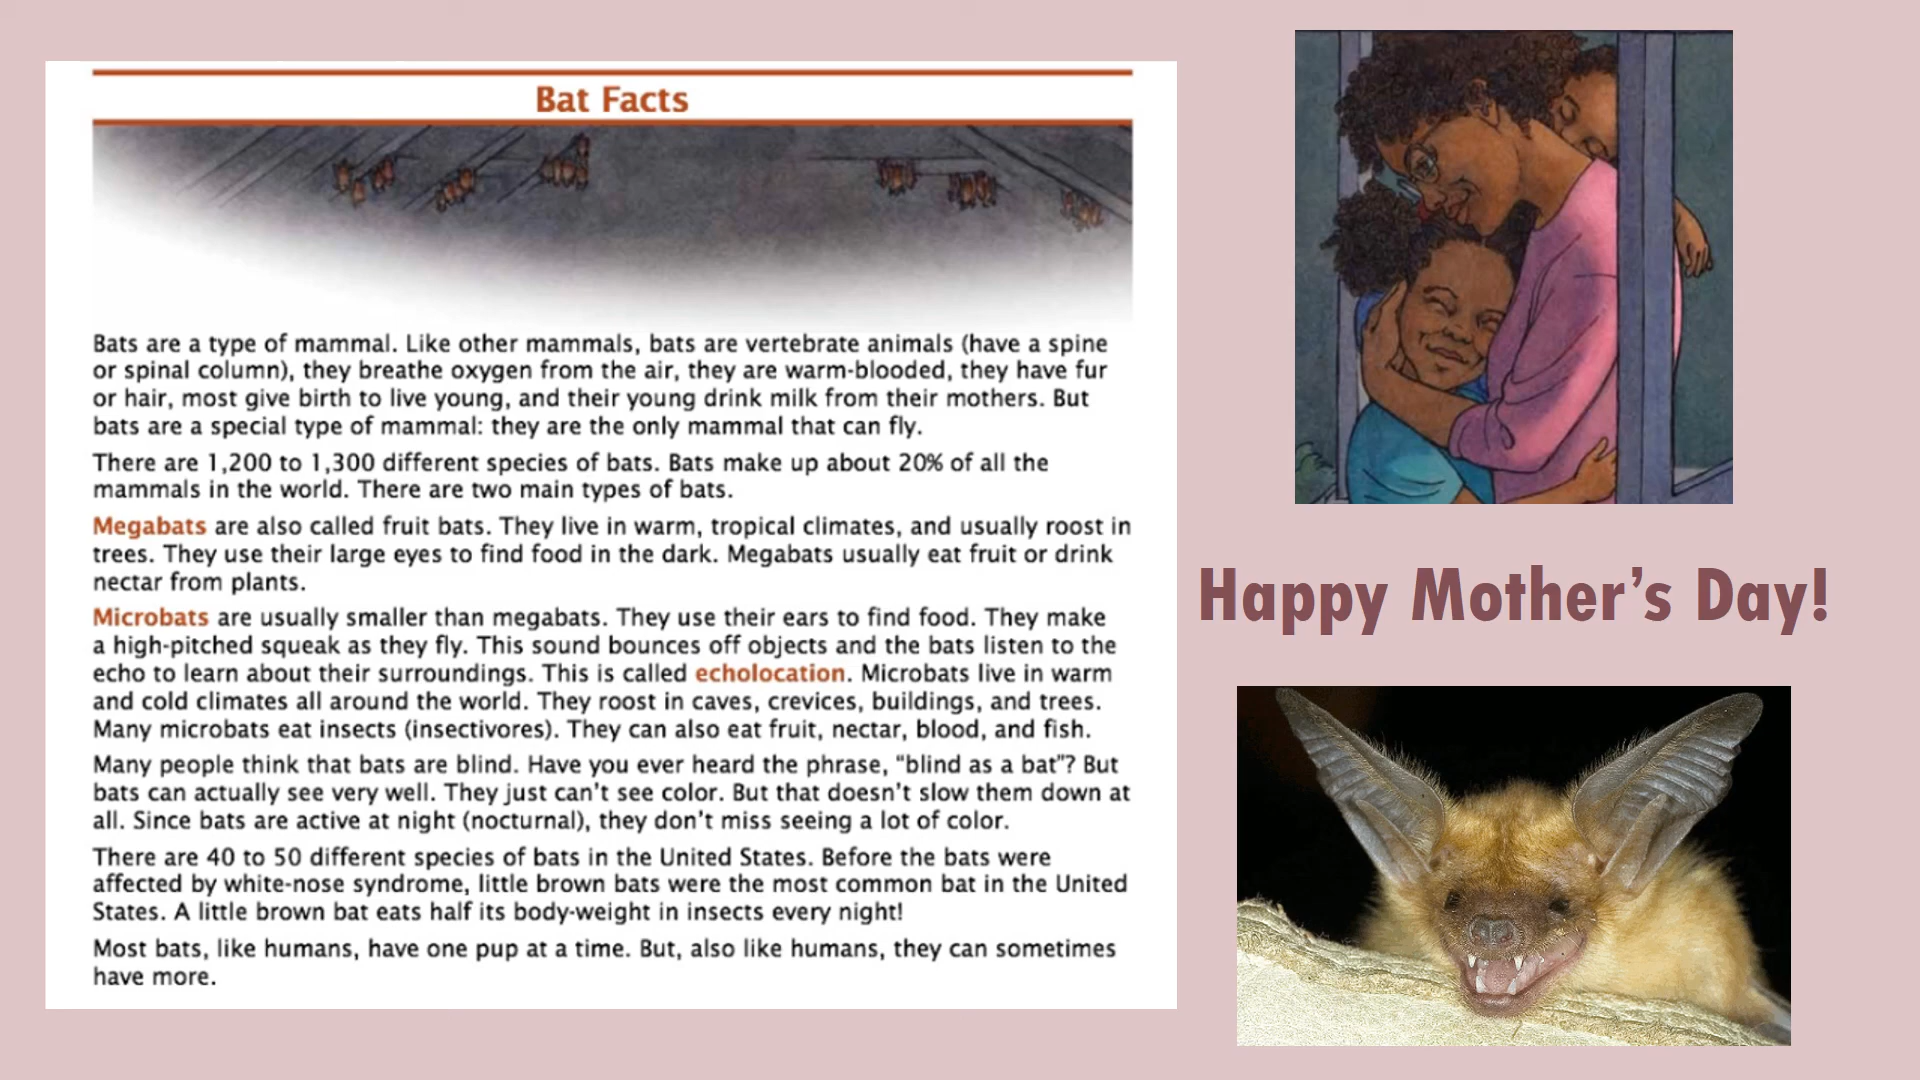 Bat Facts
Bats are a type of mammal. Like other mammals, bats are vertebrate animals (have a spine
or spinal column), they breathe oxygen from the air, they are warm-blooded, they have fur
or hair, most give birth to live young, and their young drink milk from their mothers. But
bats are a special type of mammal: they are the only mammal that can fly.
There are 1,200 to 1,300 different species of bats. Bats make up about 20% of all the
mammals in the world. There are two main types of bats.
Megabats are also called fruit bats. They live in warm, tropical climates, and usually roost in
trees. They use their large eyes to find food in the dark. Megabats usually eat fruit or drink
nectar from plants.
Microbats are usually smaller than megabats. They use their ears to find food. They make
a high-pitched squeak as they fly. This sound bounces off objects and the bats listen to the
echo to learn about their surroundings. This is called echolocation. Microbats live in warm
and cold climates all around the world. They roost in caves, crevices, buildings, and trees.
Many microbats eat insects (insectivores). They can also eat fruit, nectar, blood, and fish.
Many people think that bats are blind. Have you ever heard the phrase, “blind as a bat”? But
bats can actually see very well. They just can't see color. But that doesn't slow them down at
all. Since bats are active at night (nocturnal), they don't miss seeing a lot of color.
There are 40 to 50 different species of bats in the United States. Before the bats were
affected by white-nose syndrome, little brown bats were the most common bat in the United
States. A little brown bat eats half its body-weight in insects every night!
Most bats, like humans, have one pup at a time. But, also like humans, they can sometimes
have more.
Happy Mother’s Day!